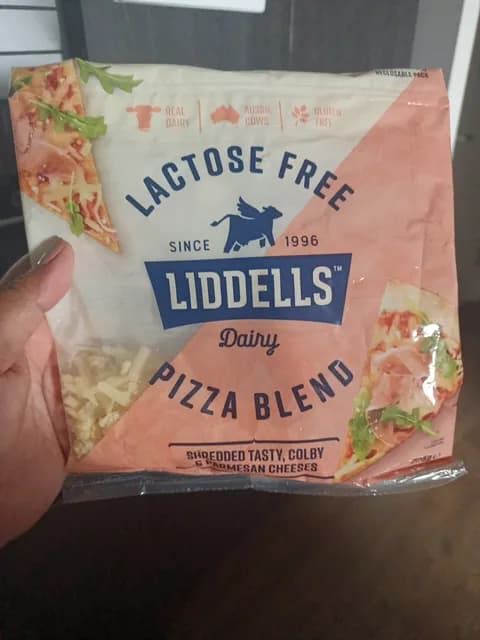 RECLOSABLE PACK
REAL
DAIRY
AUSSIE
COWS
GLUTEN
FREE
LACTOSE FREE
SINCE 1996
LIDDELLS™
Dairy
PIZZA BLEND
SHREDDED TASTY, COLBY
& PARMESAN CHEESES